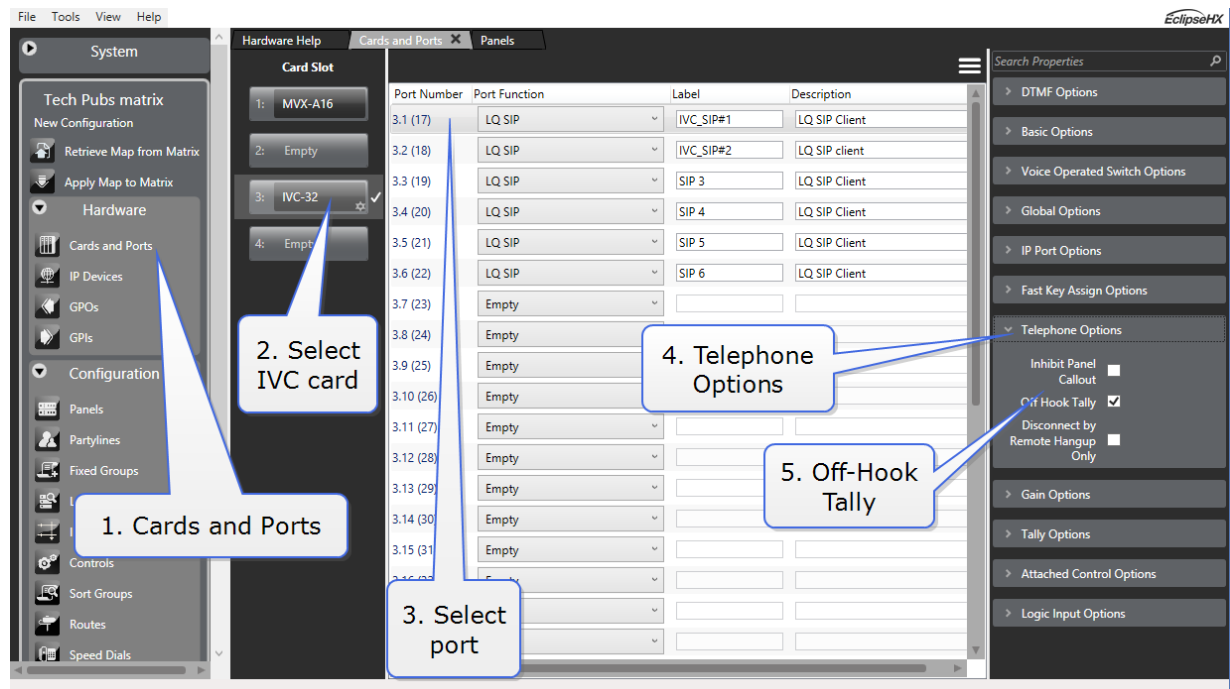 File Tools View Help
EclipseHX
System
Tech Pubs matrix
New Configuration
Retrieve Map from Matrix
Apply Map to Matrix
Hardware
Cards and Ports
IP Devices
GPOs
GPIs
Configuration
Panels
Partylines
Fixed Groups
Controls
Sort Groups
Routes
Speed Dials
1. Cards and Ports
Hardware Help Cards and Ports Panels
Card Slot
1: MVX-A16
2: Empty
3: IVC-32
4: Empty
2. Select
IVC card
Port Number Port Function Label Description
3.1 (17) LQ SIP IVC_SIP#1 LQ SIP Client
3.2 (18) LQ SIP IVC_SIP#2 LQ SIP client
3.3 (19) LQ SIP SIP 3 LQ SIP Client
3.4 (20) LQ SIP SIP 4 LQ SIP Client
3.5 (21) LQ SIP SIP 5 LQ SIP Client
3.6 (22) LQ SIP SIP 6 LQ SIP Client
3.7 (23) Empty
3.8 (24) Empty
3.9 (25) Empty
3.10 (26) Empty
3.11 (27) Empty
3.12 (28) Empty
3.13 (29) Empty
3.14 (30) Empty
3.15 (31 Empty
3. Select
port
4. Telephone
Options
5. Off-Hook
Tally
Search Properties
DTMF Options
Basic Options
Voice Operated Switch Options
Global Options
IP Port Options
Fast Key Assign Options
Telephone Options
Inhibit Panel
Callout
Off Hook Tally
Disconnect by
Remote Hangup
Only
Gain Options
Tally Options
Attached Control Options
Logic Input Options